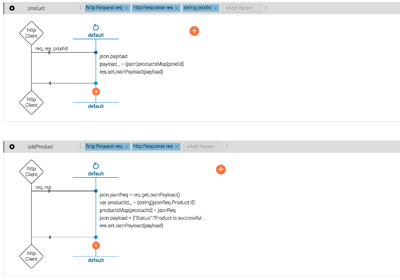 product
http:Request req × http:Response res × string prodId × +Add Param
http
Client
default
req, res, prodId
json payload
payload, _ = (json)productsMap[prodId]
res.setJsonPayload(payload)
http
Client
default
addProduct
http:Request req × http:Response res × +Add Param
http
Client
default
req, res
json jsonReq = req.getJsonPayload()
var productId, _ = (string)jsonReq.Product.ID
productsMap[productId] = jsonReq
json payload = {"Status":"Product is successful..
res.setJsonPayload(payload)
http
Client
default